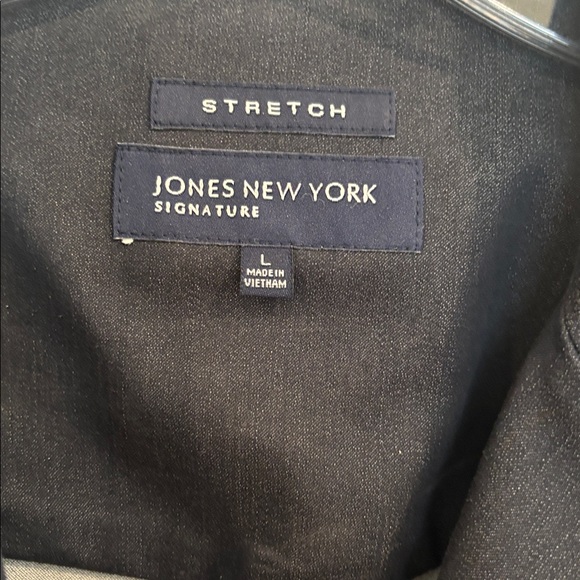 STRETCH
JONES NEW YORK
SIGNATURE
L
MADE IN
VIETNAM